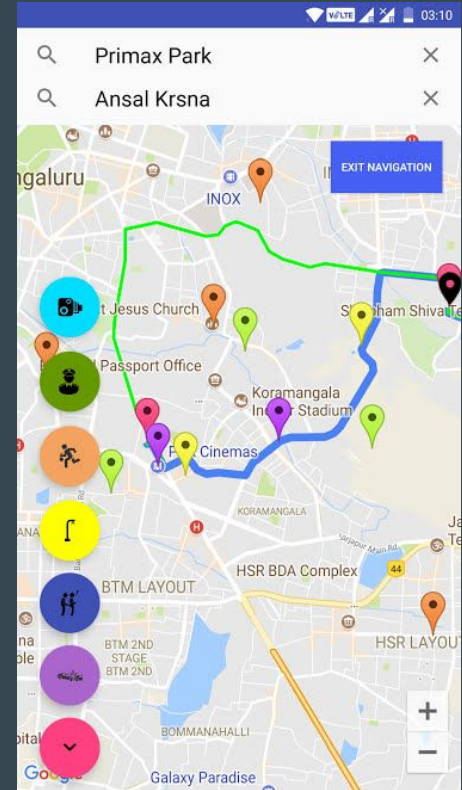 VoLTE 03:10
Primax Park
Ansal Krsna
EXIT NAVIGATION
ngaluru
INOX
t Jesus Church
Passport Office
Koramangala
Stadium
Cinemas
KORAMANGALA
Sarjapur Main Rd
H
HSR BDA Complex
44
BTM LAYOUT
BTM 2ND
STAGE
BTM 2ND
HSR LAYOU
H
BOMMANAHALLI
Google
Galaxy Paradise
+
−